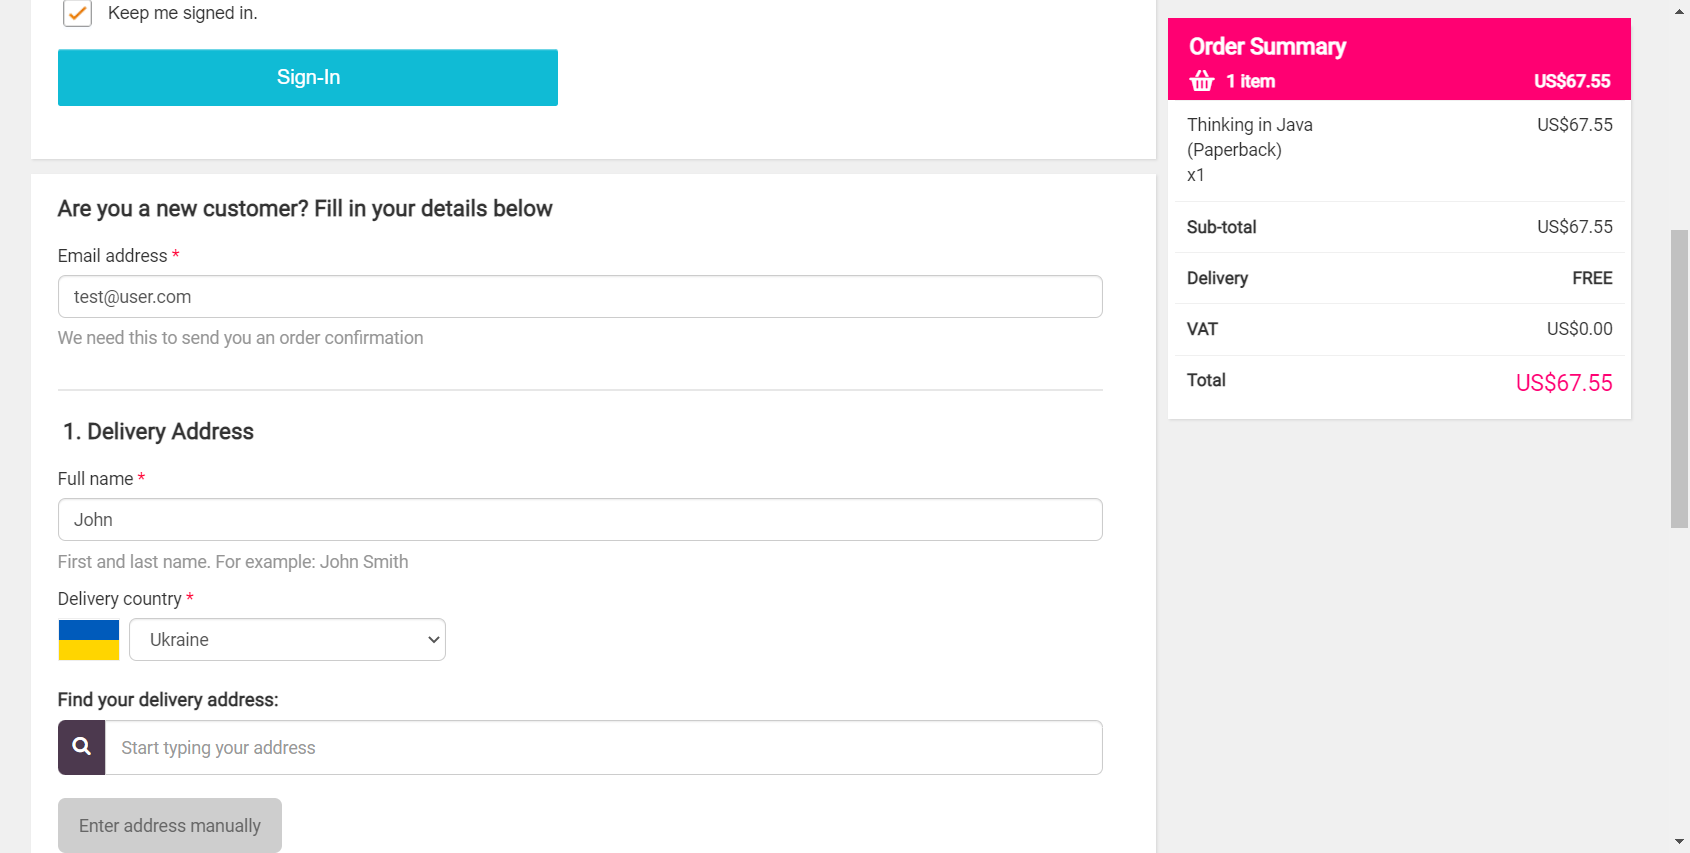 Keep me signed in.
Sign-In
Are you a new customer? Fill in your details below
Email address *
test@user.com
We need this to send you an order confirmation
1. Delivery Address
Full name *
John
First and last name. For example: John Smith
Delivery country *
Ukraine
Find your delivery address:
Start typing your address
Enter address manually
Order Summary
1 item US$67.55
Thinking in Java US$67.55
(Paperback)
x1
Sub-total US$67.55
Delivery FREE
VAT US$0.00
Total US$67.55